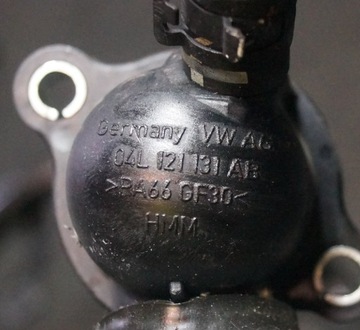 Germany VW AG
04L 121 131 AB
>PA66 GF30<
HMM